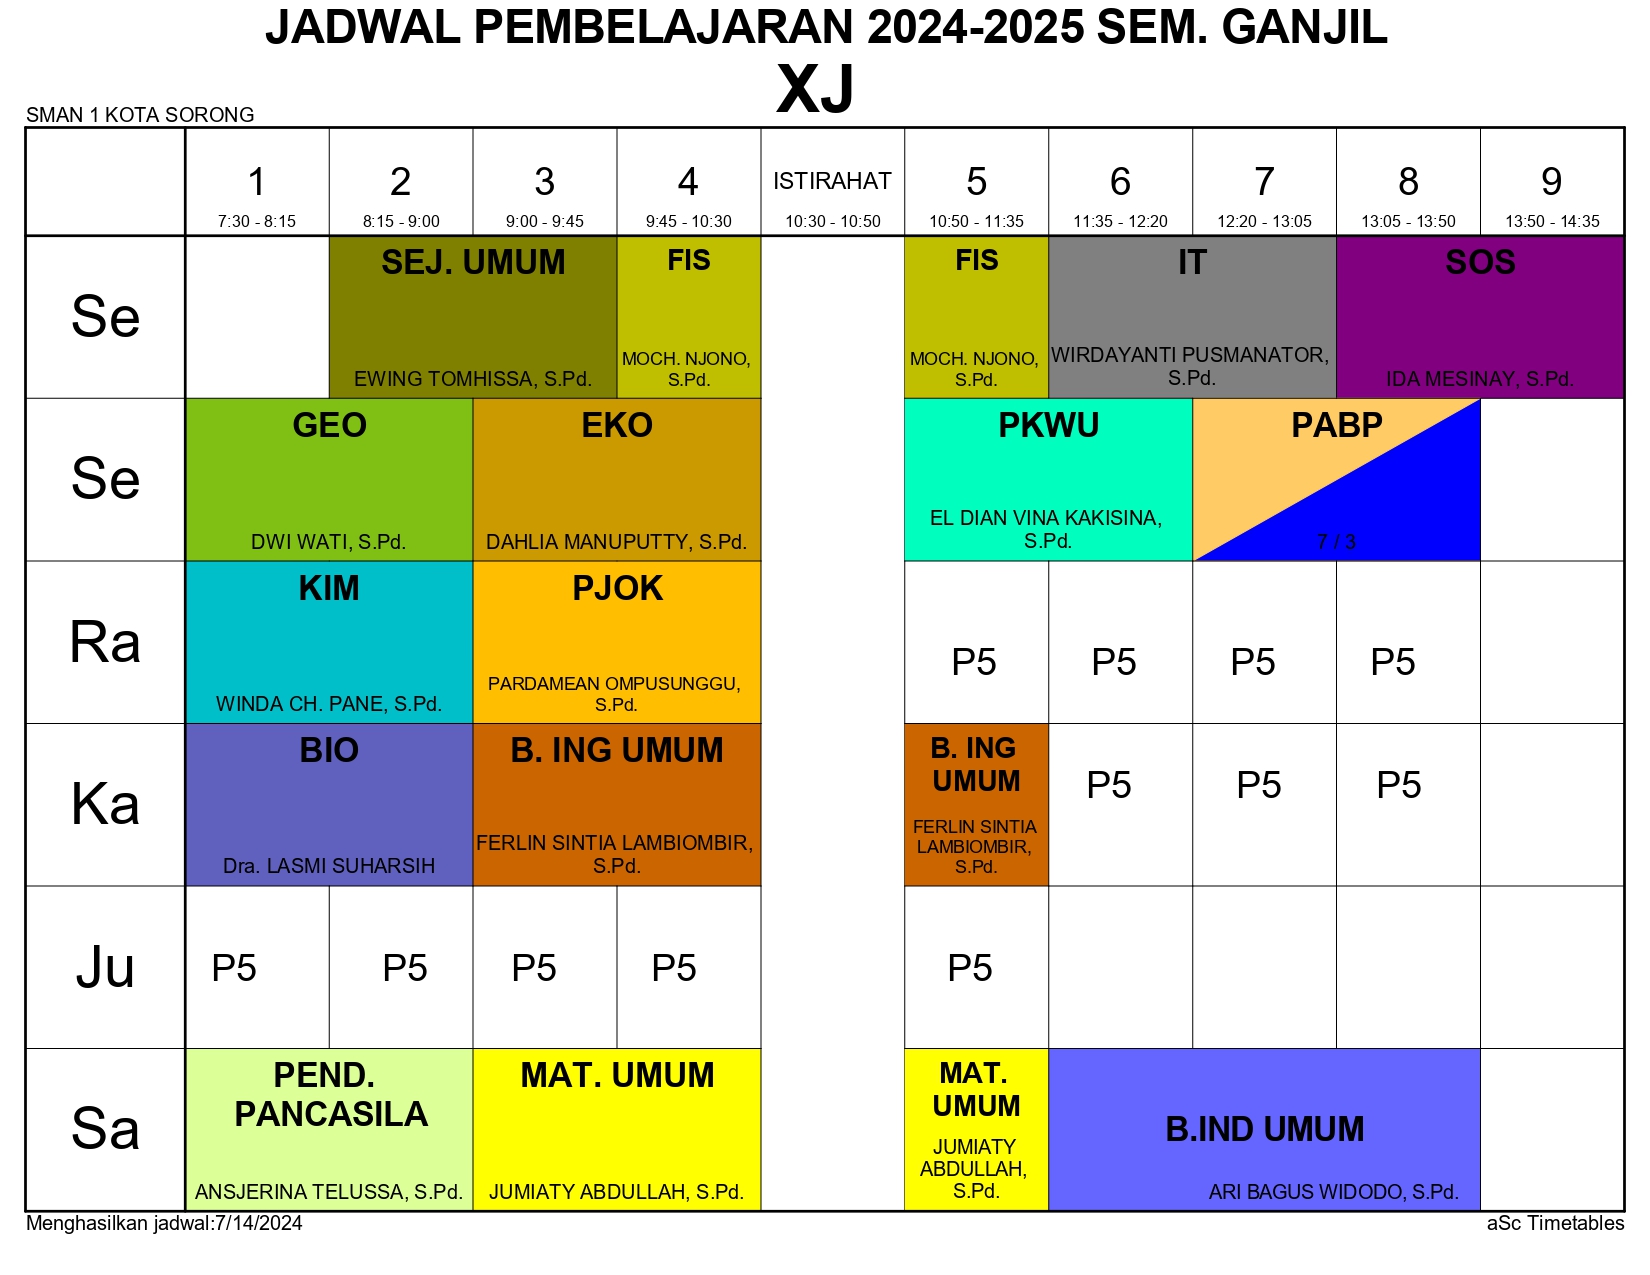 JADWAL PEMBELAJARAN 2024-2025 SEM. GANJIL
XJ
SMAN 1 KOTA SORONG
1 2 3 4 ISTIRAHAT 5 6 7 8 9
7:30 - 8:15 8:15 - 9:00 9:00 - 9:45 9:45 - 10:30 10:30 - 10:50 10:50 - 11:35 11:35 - 12:20 12:20 - 13:05 13:05 - 13:50 13:50 - 14:35
Se
SEJ. UMUM
EWING TOMHISSA, S.Pd.
FIS
MOCH. NJONO,
S.Pd.
FIS
MOCH. NJONO,
S.Pd.
IT
WIRDAYANTI PUSMANATOR,
S.Pd.
SOS
IDA MESINAY, S.Pd.
Se
GEO
DWI WATI, S.Pd.
EKO
DAHLIA MANUPUTTY, S.Pd.
PKWU
EL DIAN VINA KAKISINA,
S.Pd.
PABP
7 / 3
Ra
KIM
WINDA CH. PANE, S.Pd.
PJOK
PARDAMEAN OMPUSUNGGU,
S.Pd.
P5 P5 P5 P5
Ka
BIO
Dra. LASMI SUHARSIH
B. ING UMUM
FERLIN SINTIA LAMBIOMBIR,
S.Pd.
B. ING
UMUM
FERLIN SINTIA
LAMBIOMBIR,
S.Pd.
P5 P5 P5
Ju
P5 P5 P5 P5 P5
Sa
PEND.
PANCASILA
ANSJERINA TELUSSA, S.Pd.
MAT. UMUM
JUMIATY ABDULLAH, S.Pd.
MAT.
UMUM
JUMIATY
ABDULLAH,
S.Pd.
B.IND UMUM
ARI BAGUS WIDODO, S.Pd.
Menghasilkan jadwal:7/14/2024
aSc Timetables